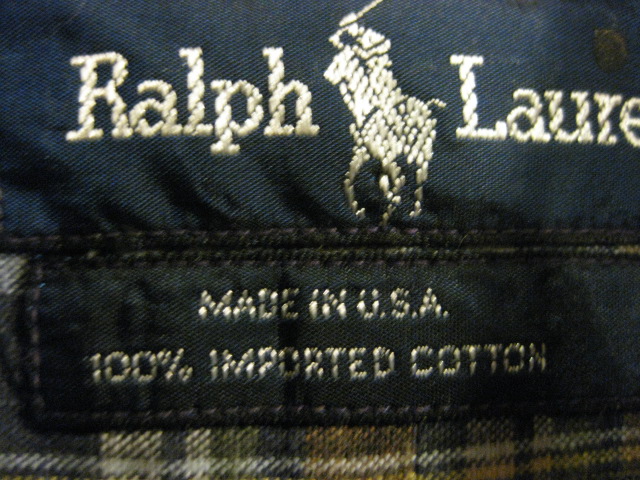 Ralph Laure
MADE IN U.S.A.
100% IMPORTED COTTON